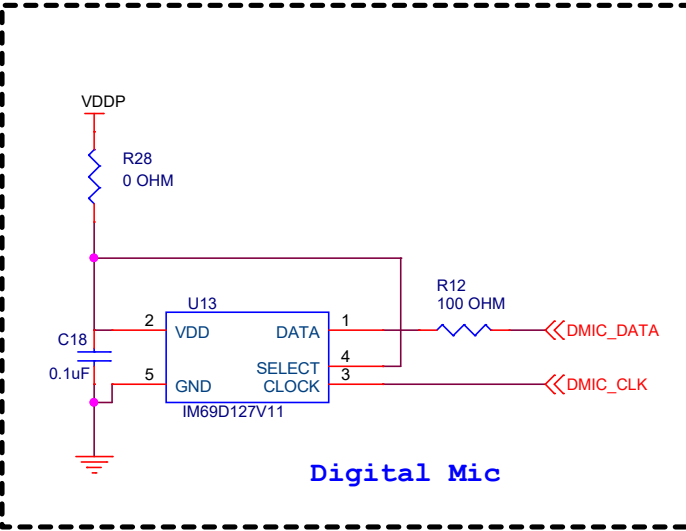 VDDP
R28
0 OHM
R12
100 OHM
U13
2
VDD
DATA
1
DMIC_DATA
C18
0.1uF
SELECT
4
5
GND
CLOCK
3
DMIC_CLK
IM69D127V11
Digital Mic